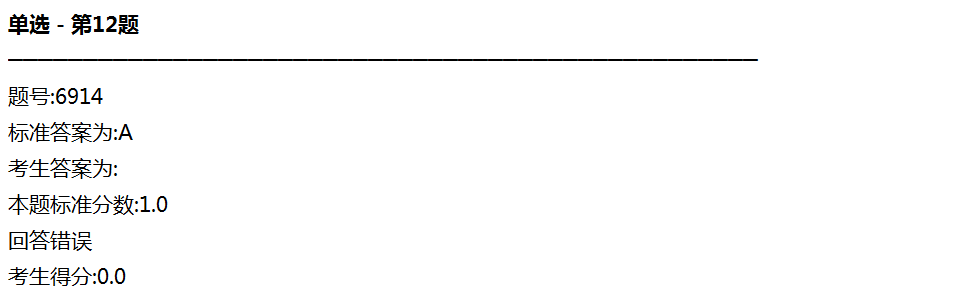 单选 - 第12题
题号:6914
标准答案为:A
考生答案为:
本题标准分数:1.0
回答错误
考生得分:0.0